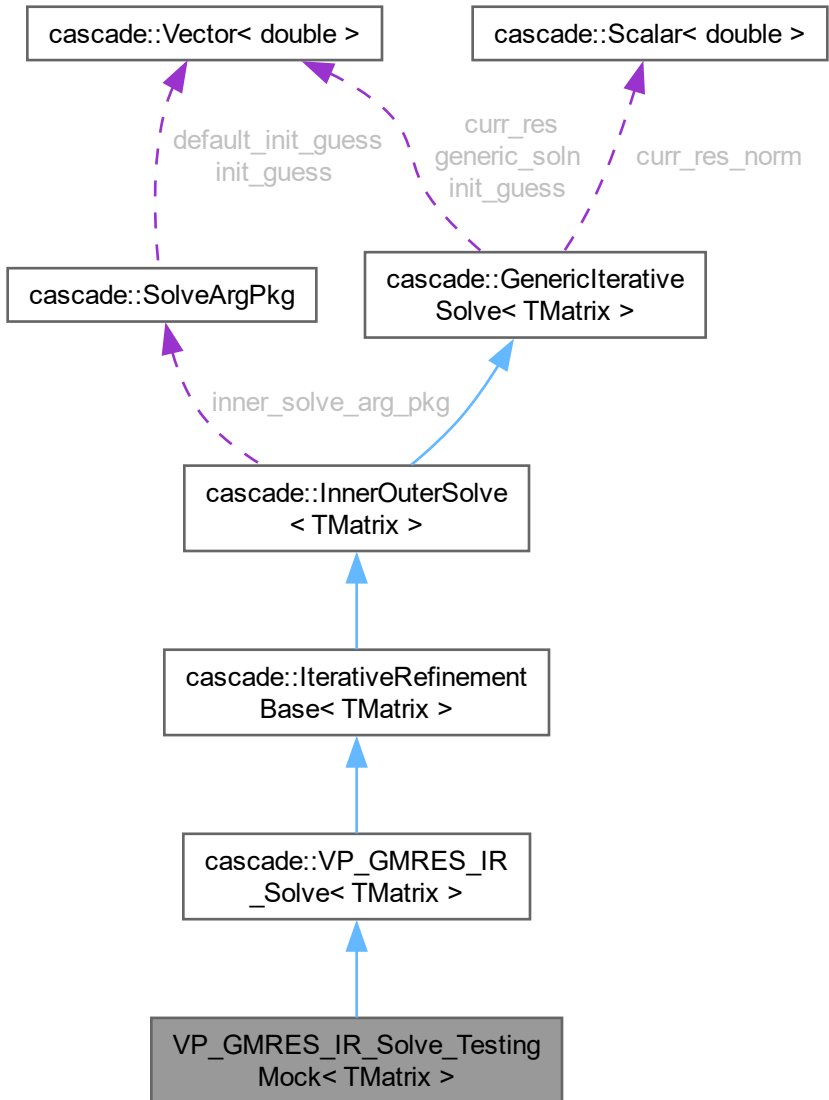 cascade::Vector< double >
cascade::Scalar< double >
default_init_guess
init_guess
curr_res
generic_soln
init_guess
curr_res_norm
cascade::SolveArgPkg
cascade::GenericIterative
Solve< TMatrix >
inner_solve_arg_pkg
cascade::InnerOuterSolve
< TMatrix >
cascade::IterativeRefinement
Base< TMatrix >
cascade::VP_GMRES_IR
_Solve< TMatrix >
VP_GMRES_IR_Solve_Testing
Mock< TMatrix >